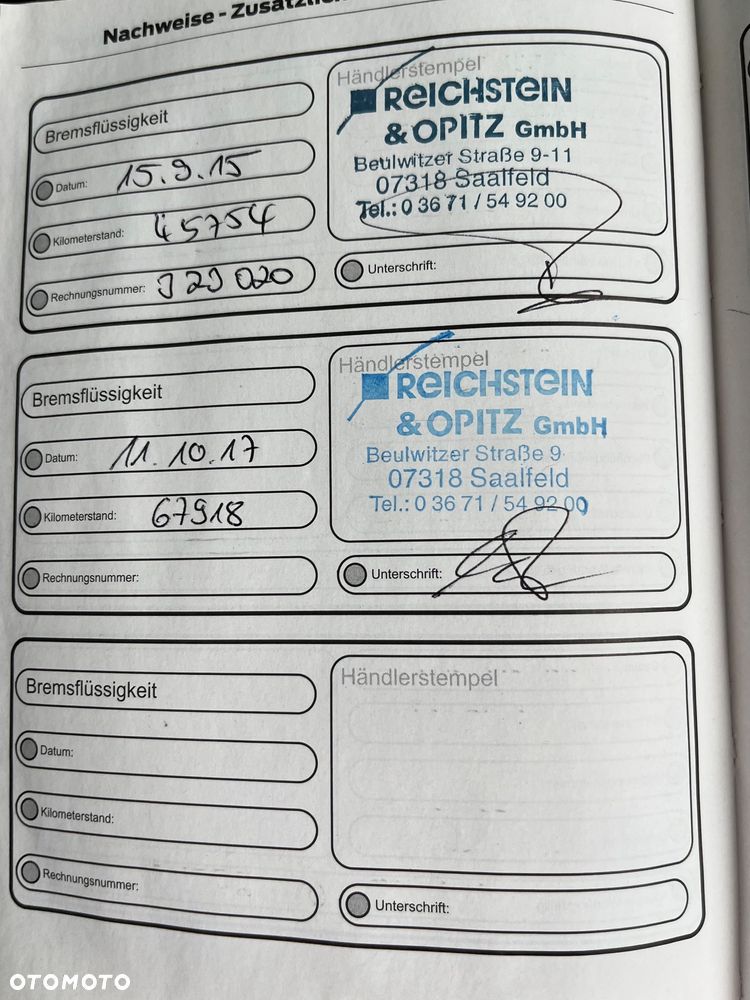 Nachweise - Zusätzlich
Bremsflüssigkeit
Datum: 15.9.15
Kilometerstand: 45754
Rechnungsnummer: 323020
Händlerstempel
REICHSTEIN
& OPITZ GmbH
Beulwitzer Straße 9-11
07318 Saalfeld
Tel.: 0 36 71 / 54 92 00
Unterschrift:
Bremsflüssigkeit
Datum: 11.10.17
Kilometerstand: 67918
Rechnungsnummer:
Händlerstempel
REICHSTEIN
& OPITZ GmbH
Beulwitzer Straße 9
07318 Saalfeld
Tel.: 0 36 71 / 54 92 00
Unterschrift:
Bremsflüssigkeit
Datum:
Kilometerstand:
Rechnungsnummer:
Händlerstempel
Unterschrift:
OTOMOTO